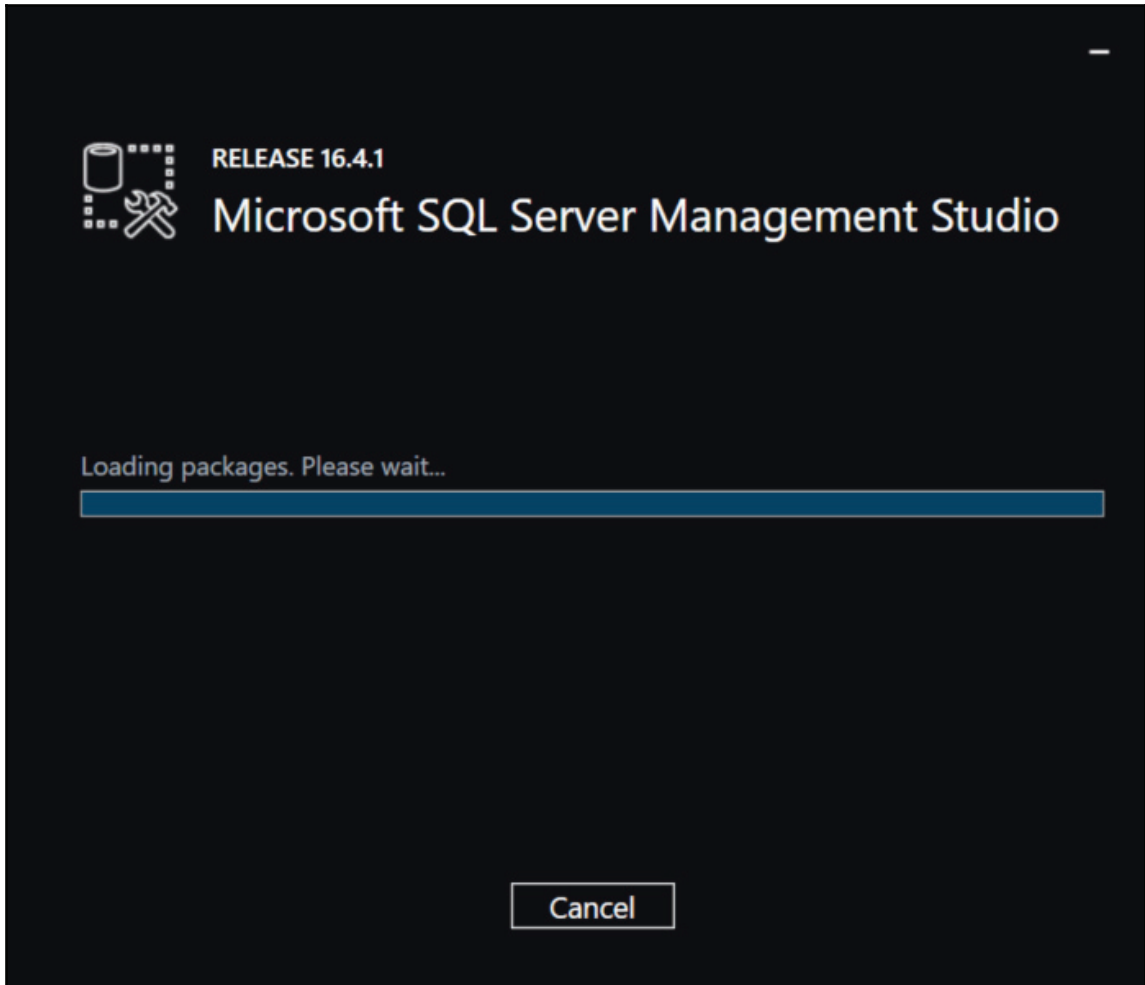 RELEASE 16.4.1
Microsoft SQL Server Management Studio
Loading packages. Please wait...
Cancel